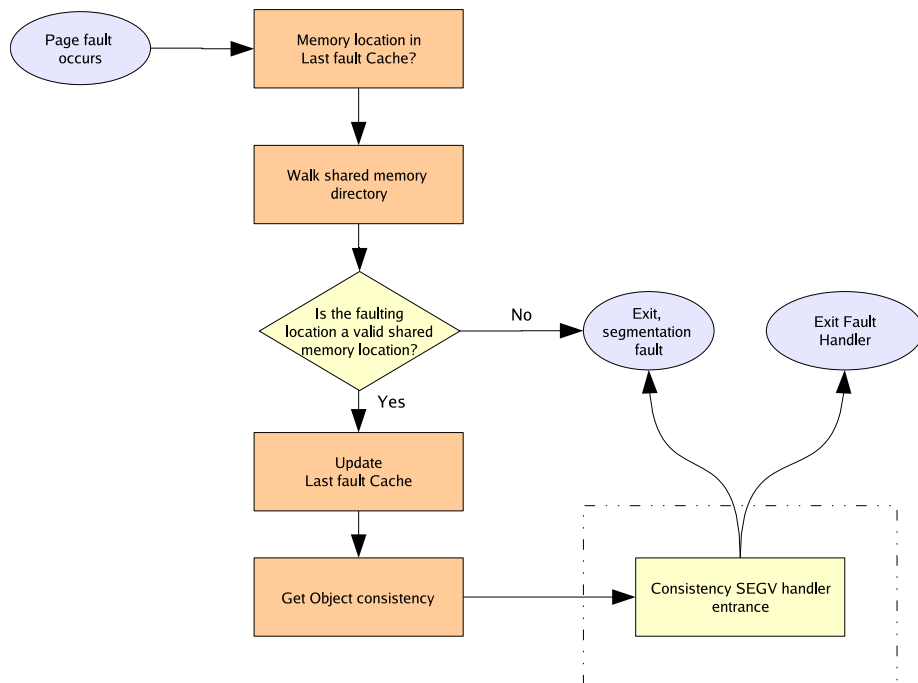 Page fault
occurs
Memory location in
Last fault Cache?
Walk shared memory
directory
Is the faulting
location a valid shared
memory location?
No
Exit,
segmentation
fault
Exit Fault
Handler
Yes
Update
Last fault Cache
Get Object consistency
Consistency SEGV handler
entrance